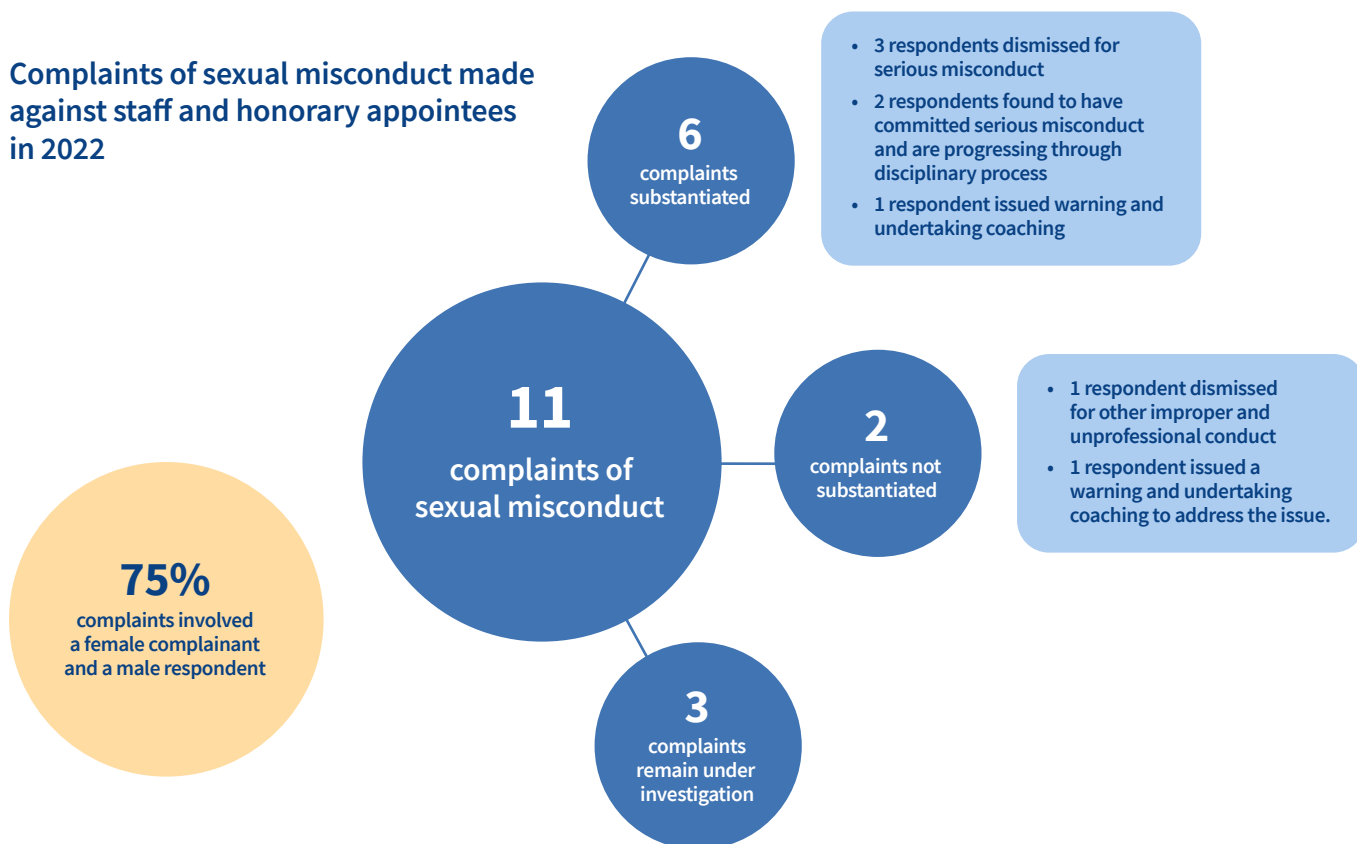 Complaints of sexual misconduct made
against staff and honorary appointees
in 2022
6
complaints
substantiated
• 3 respondents dismissed for
serious misconduct
• 2 respondents found to have
committed serious misconduct
and are progressing through
disciplinary process
• 1 respondent issued warning and
undertaking coaching
11
complaints of
sexual misconduct
2
complaints not
substantiated
• 1 respondent dismissed
for other improper and
unprofessional conduct
• 1 respondent issued a
warning and undertaking
coaching to address the issue.
75%
complaints involved
a female complainant
and a male respondent
3
complaints
remain under
investigation